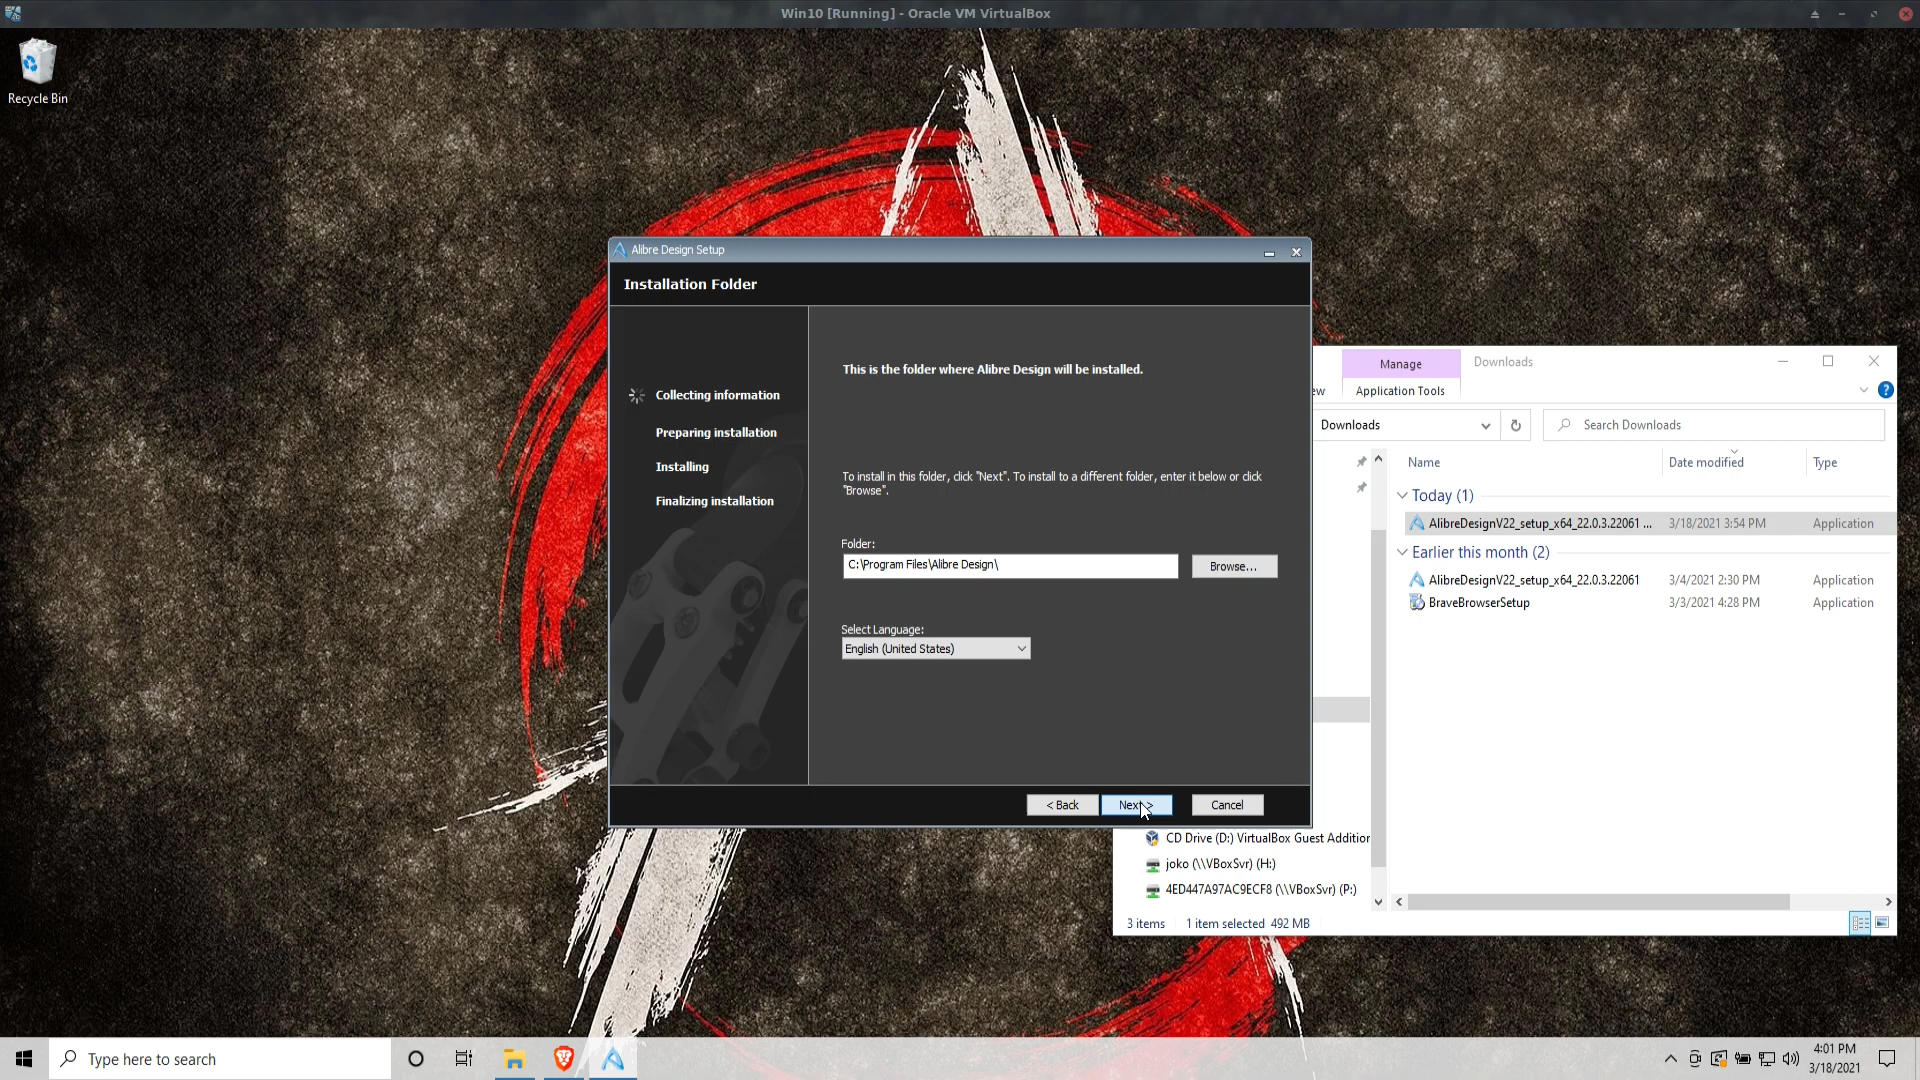 Win10 [Running] - Oracle VM VirtualBox
Recycle Bin
Alibre Design Setup
Installation Folder
This is the folder where Alibre Design will be installed.
Collecting information
Preparing installation
Installing
Finalizing installation
To install in this folder, click "Next". To install to a different folder, enter it below or click
"Browse".
Folder:
C:\Program Files\Alibre Design\
Browse...
Select Language:
English (United States)
< Back
Next >
Cancel
Manage
Downloads
ew
Application Tools
Downloads
Search Downloads
Name
Date modified
Type
Today (1)
AlibreDesignV22_setup_x64_22.0.3.22061 ...
3/18/2021 3:54 PM
Application
Earlier this month (2)
AlibreDesignV22_setup_x64_22.0.3.22061
3/4/2021 2:30 PM
Application
BraveBrowserSetup
3/3/2021 4:28 PM
Application
CD Drive (D:) VirtualBox Guest Addition
joko (\\VBoxSvr) (H:)
4ED447A97AC9ECF8 (\\VBoxSvr) (P:)
3 items
1 item selected 492 MB
Type here to search
4:01 PM
3/18/2021